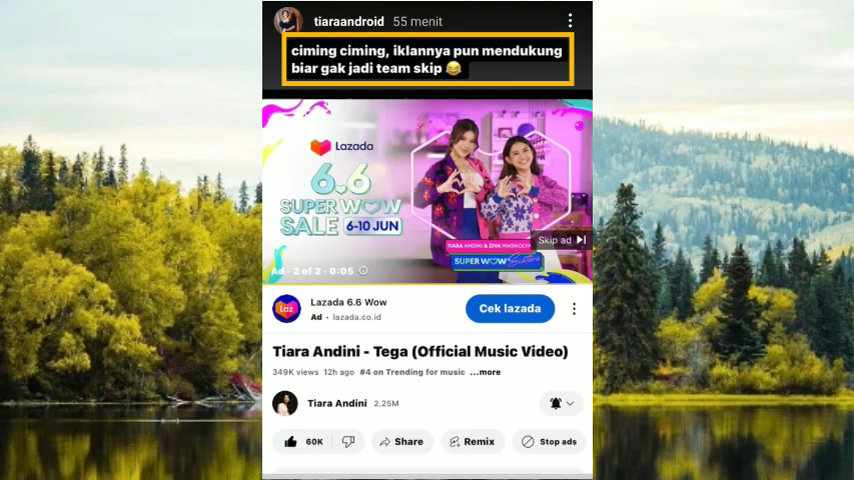 tiaraandroid 55 menit
ciming ciming, iklannya pun mendukung
biar gak jadi team skip 😂
Lazada
6.6
SUPER WOW
SALE 6-10 JUN
Skip ad
TIARA ANDINI & ZIVA MAGNOLYA
SUPER WOW Sisters
Ad · 2 of 2 · 0:05
Laz
Lazada 6.6 Wow
Ad · lazada.co.id
Cek lazada
Tiara Andini - Tega (Official Music Video)
349K views 12h ago #4 on Trending for music ...more
Tiara Andini 2.25M
60K Share Remix Stop ads